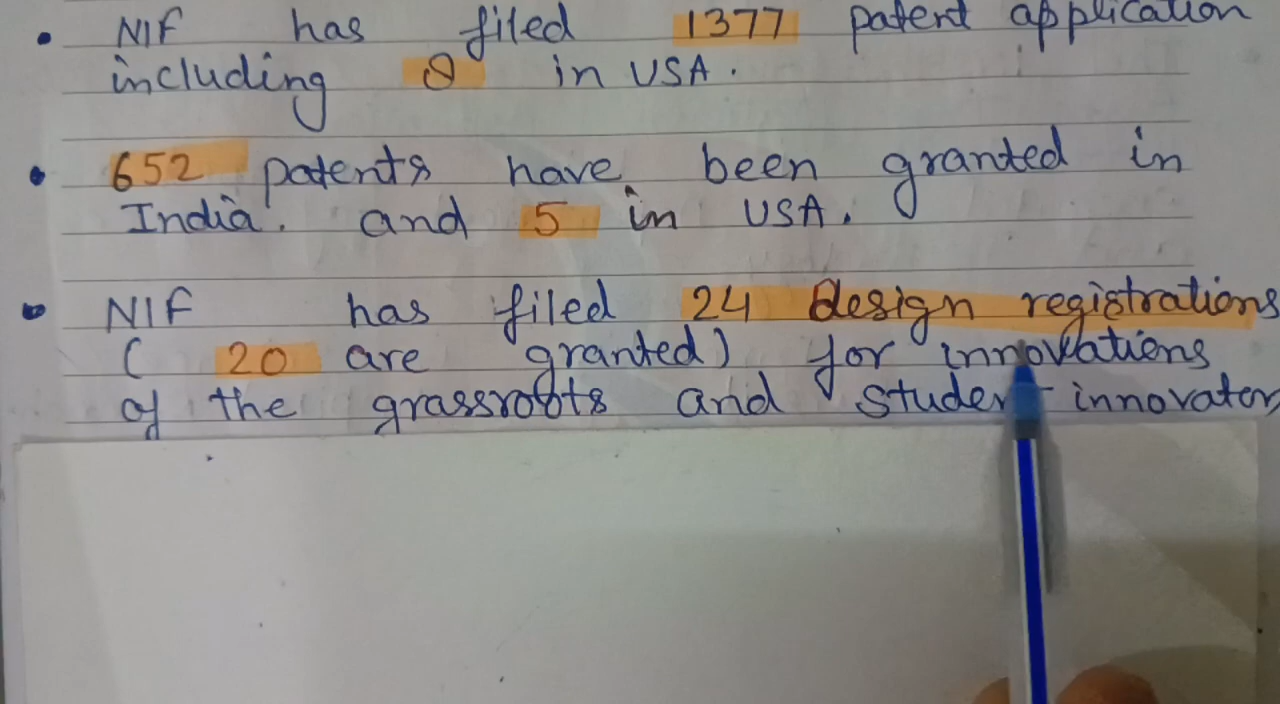 • NIF has filed 1377 patent application
including 8 in USA.
• 652 patents have been granted in
India. and 5 in USA.
• NIF has filed 24 design registrations
( 20 are granted) for innovations
of the grassroots and student innovator